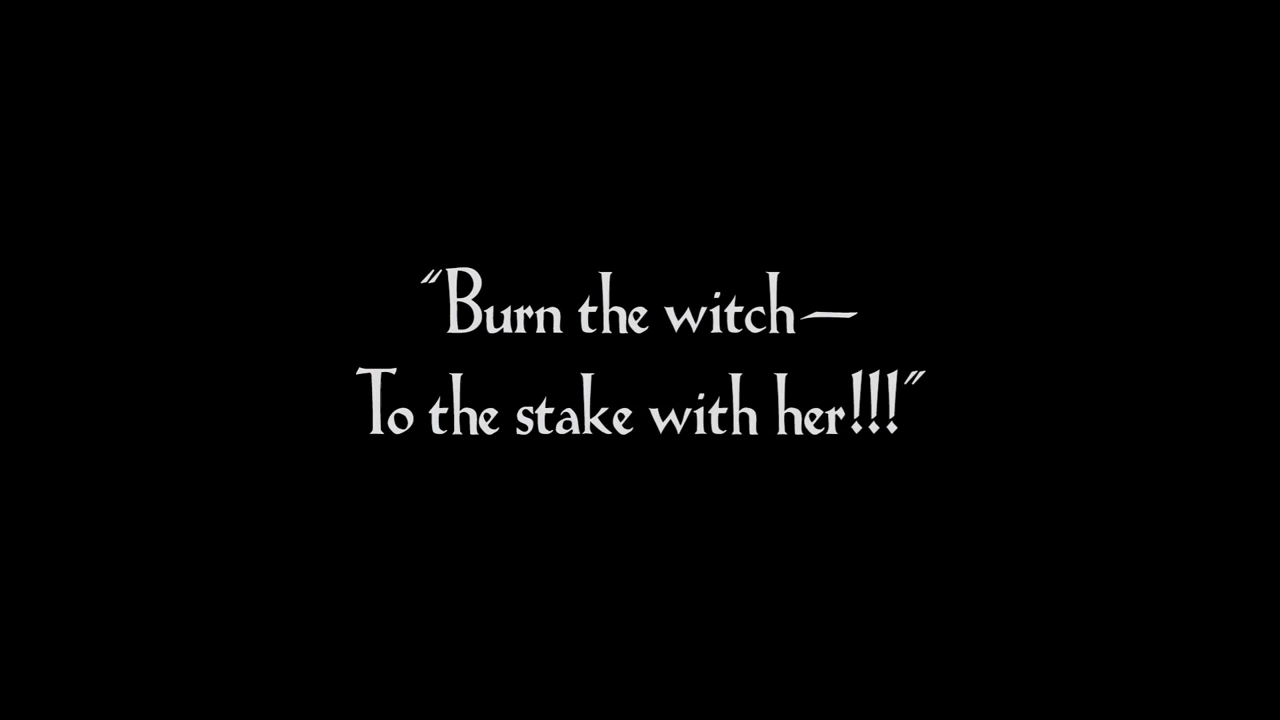 "Burn the witch—
To the stake with her!!!"